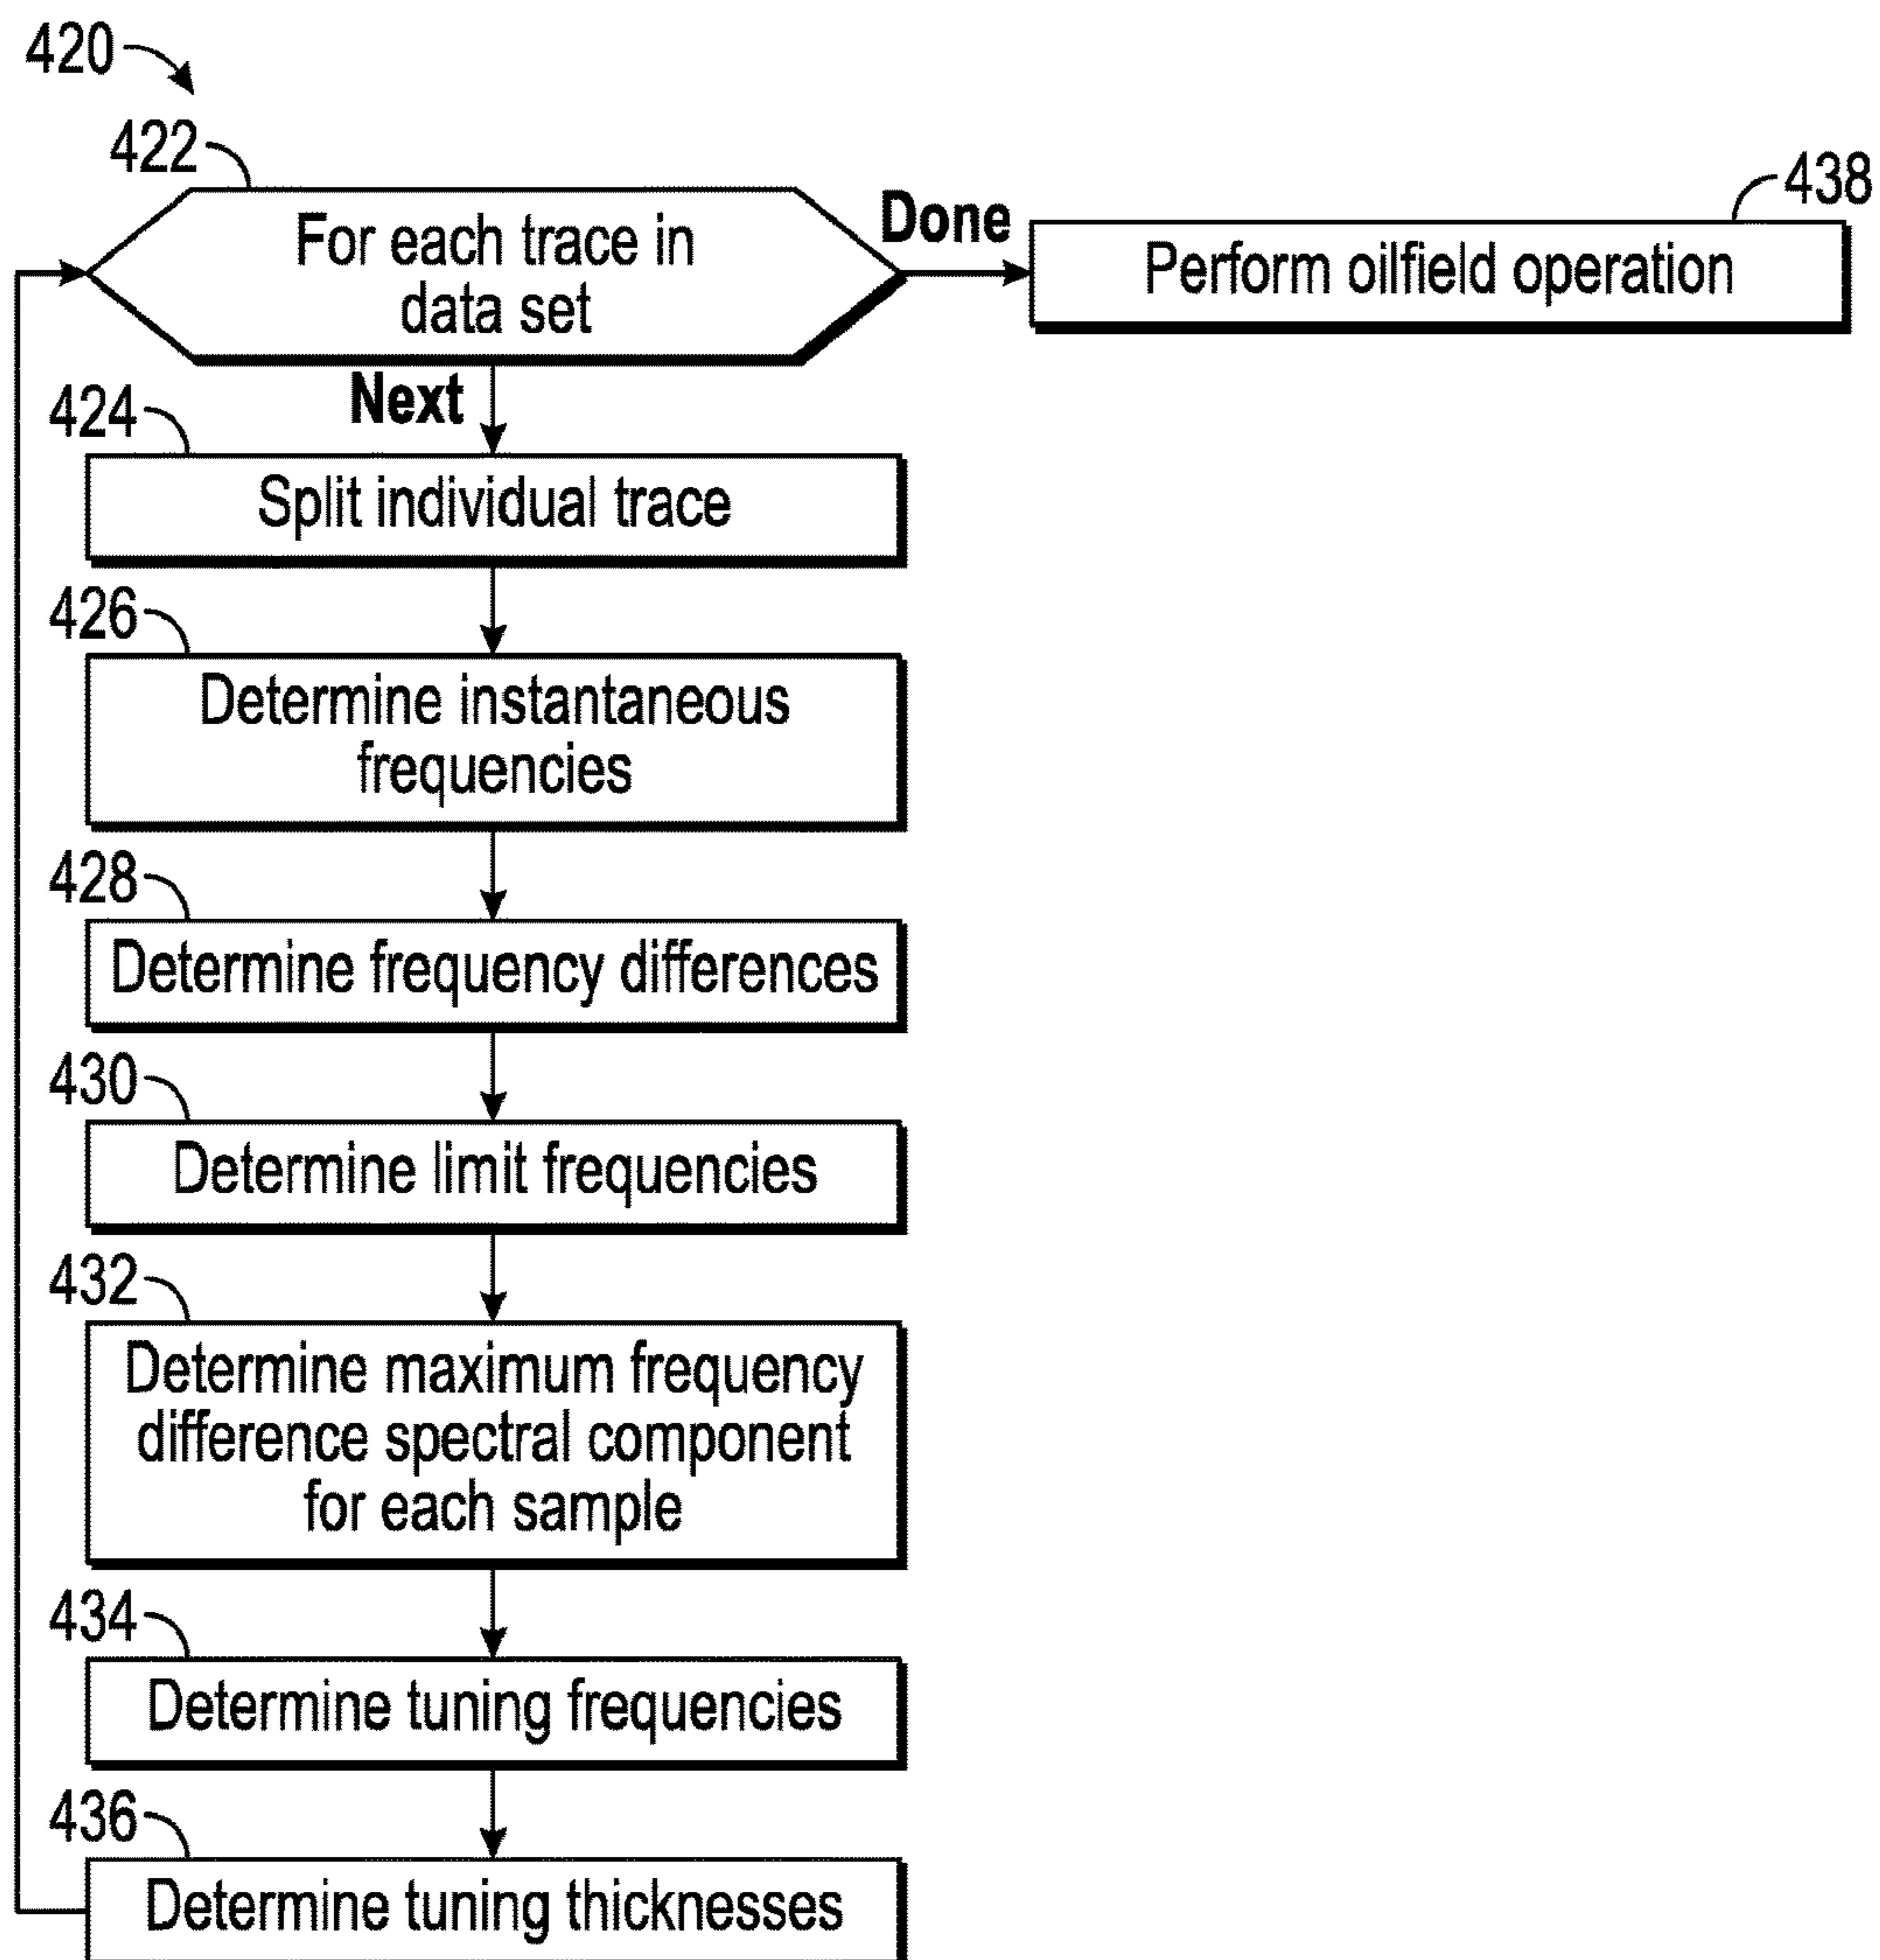 420
422
For each trace in
data set
Done
438
Perform oilfield operation
Next
424
Split individual trace
426
Determine instantaneous
frequencies
428
Determine frequency differences
430
Determine limit frequencies
432
Determine maximum frequency
difference spectral component
for each sample
434
Determine tuning frequencies
436
Determine tuning thicknesses